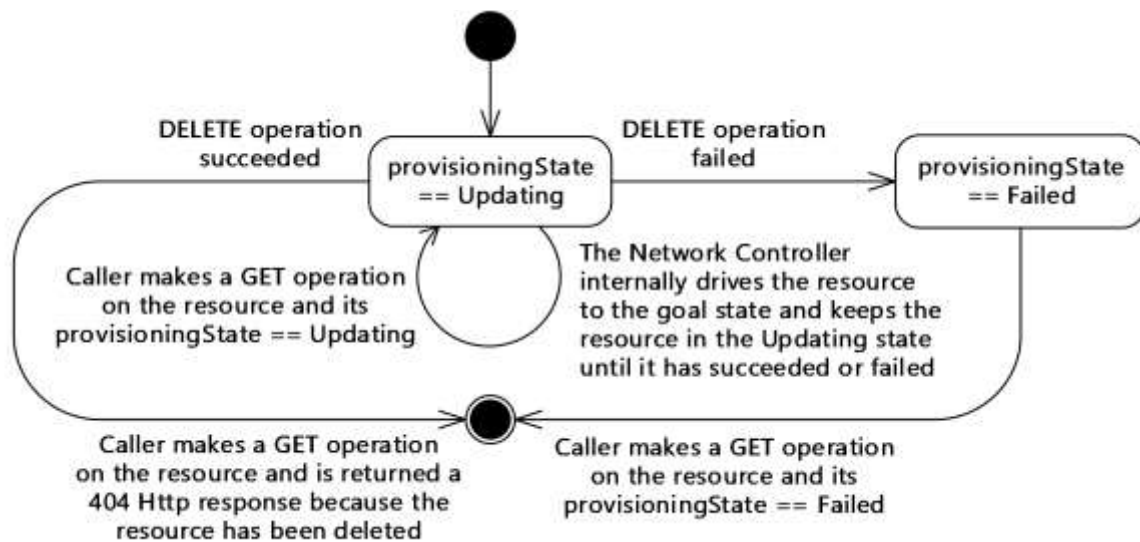 DELETE operation
succeeded
provisioningState
== Updating
DELETE operation
failed
provisioningState
== Failed
Caller makes a GET operation
on the resource and its
provisioningState == Updating
The Network Controller
internally drives the resource
to the goal state and keeps the
resource in the Updating state
until it has succeeded or failed
Caller makes a GET operation
on the resource and is returned a
404 Http response because the
resource has been deleted
Caller makes a GET operation
on the resource and its
provisioningState == Failed